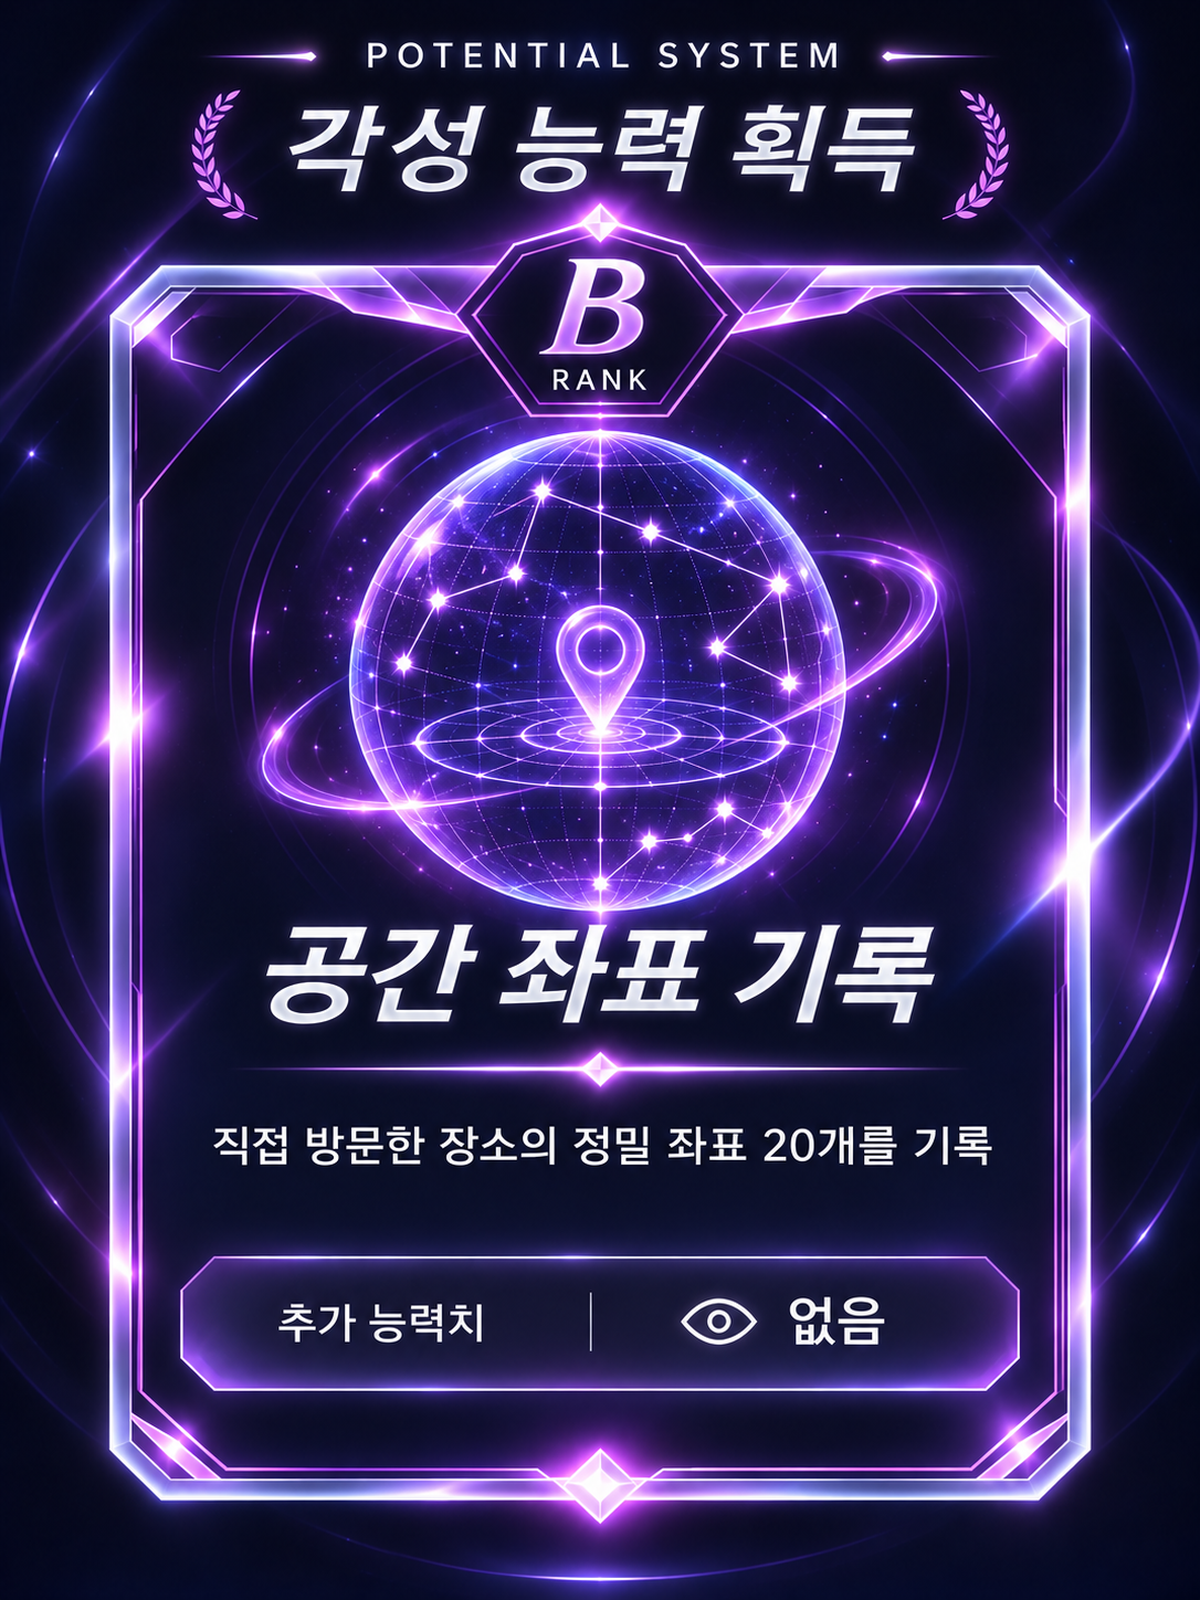 POTENTIAL SYSTEM
각성 능력 획득
B
RANK
공간 좌표 기록
직접 방문한 장소의 정밀 좌표 20개를 기록
추가 능력치
없음